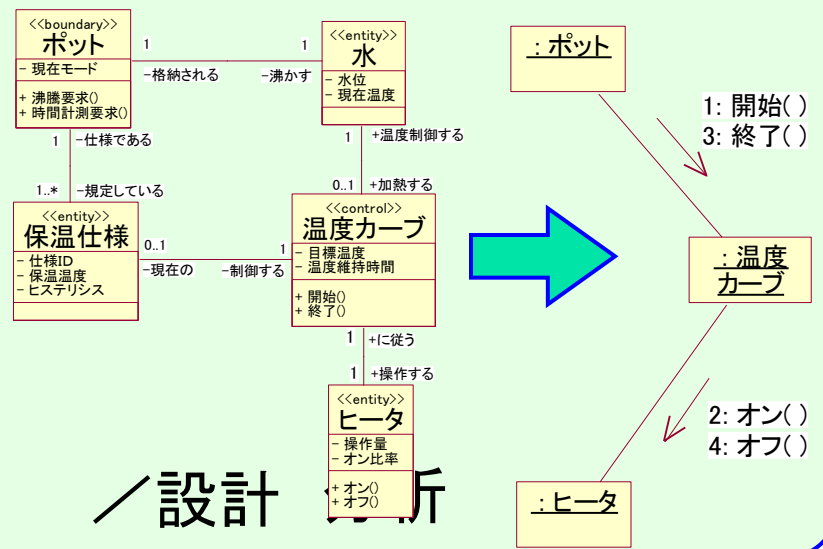 <<boundary>>
ポット
- 現在モード
+ 沸騰要求()
+ 時間計測要求()
1
1
-格納される
-沸かす
<<entity>>
水
- 水位
- 現在温度
1
-仕様である
1..*
-規定している
1
+温度制御する
0..1
+加熱する
<<entity>>
保温仕様
- 仕様ID
- 保温温度
- ヒステリシス
0..1
1
-現在の
-制御する
<<control>>
温度カーブ
- 目標温度
- 温度維持時間
+ 開始()
+ 終了()
1
+に従う
1
+操作する
<<entity>>
ヒータ
- 操作量
- オン比率
+ オン()
+ オフ()
／設計 分析
: ポット
1: 開始( )
3: 終了( )
: 温度
カーブ
2: オン( )
4: オフ( )
: ヒータ